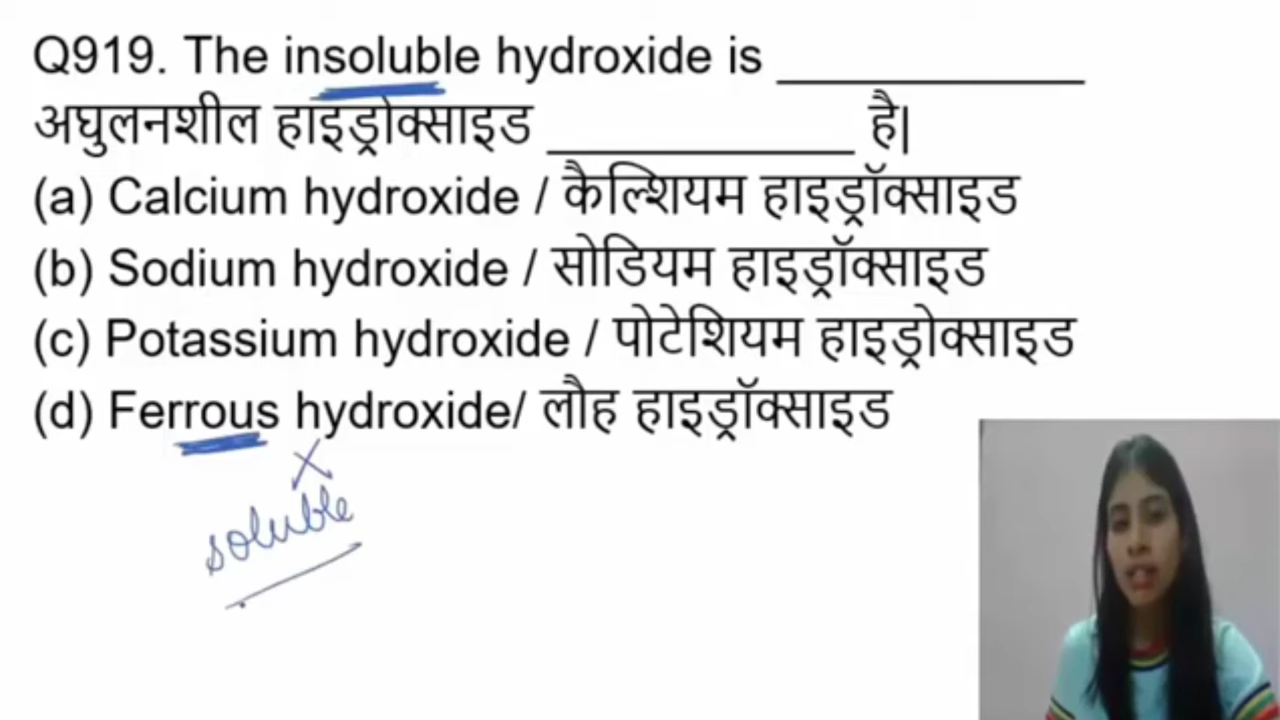 Q919. The insoluble hydroxide is ____________
अघुलनशील हाइड्रोक्साइड ____________ है|
(a) Calcium hydroxide / कैल्शियम हाइड्रॉक्साइड
(b) Sodium hydroxide / सोडियम हाइड्रॉक्साइड
(c) Potassium hydroxide / पोटेशियम हाइड्रोक्साइड
(d) Ferrous hydroxide/ लौह हाइड्रॉक्साइड
soluble